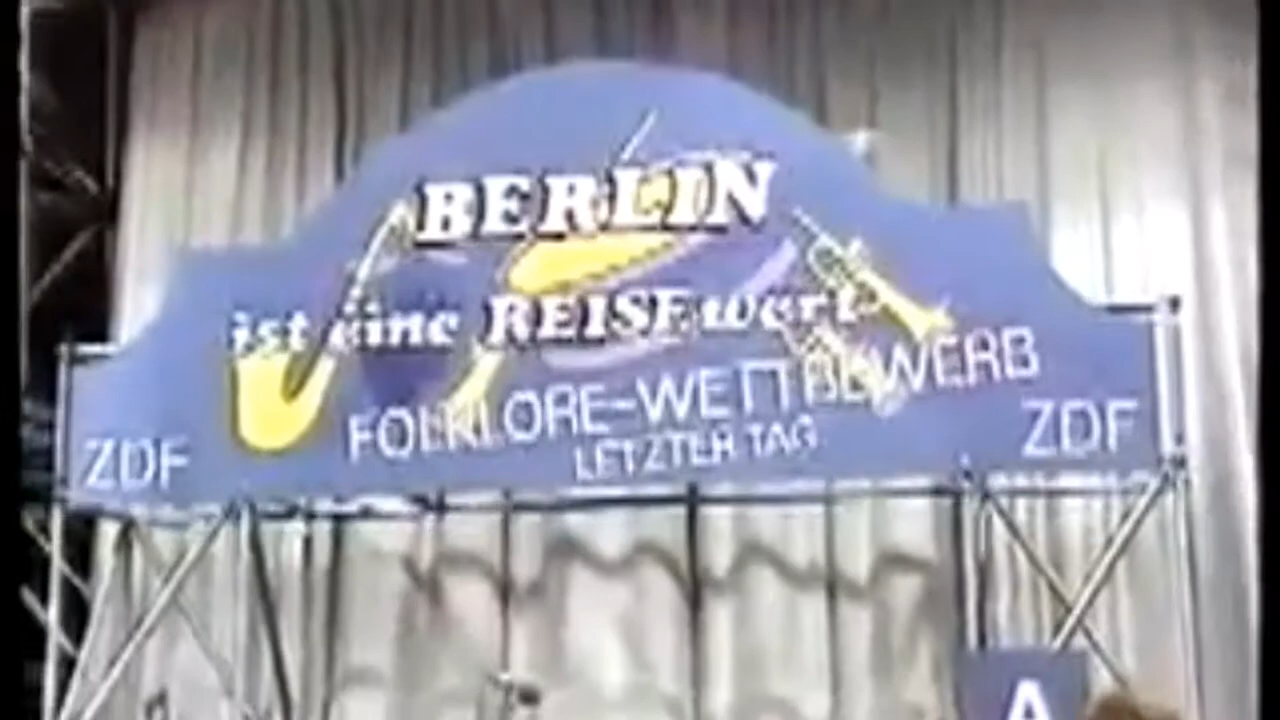 BERLIN
ist eine REISE wert
FOLKLORE-WETTBEWERB
LETZTER TAG
ZDF
ZDF
A